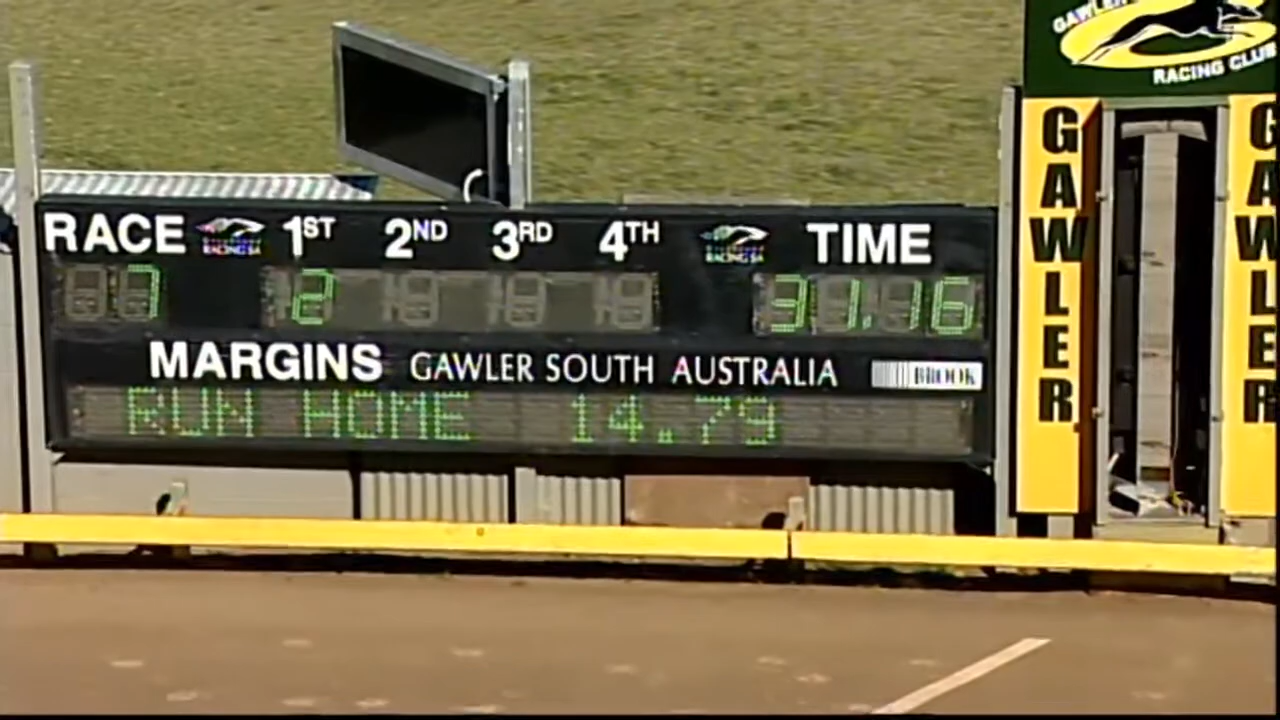 GAWLER
RACING CLUB
RACE 1ST 2ND 3RD 4TH TIME
7 2 31.16
MARGINS GAWLER SOUTH AUSTRALIA BROOK
RUN HOME 14.79
GAWLER
GAWLER